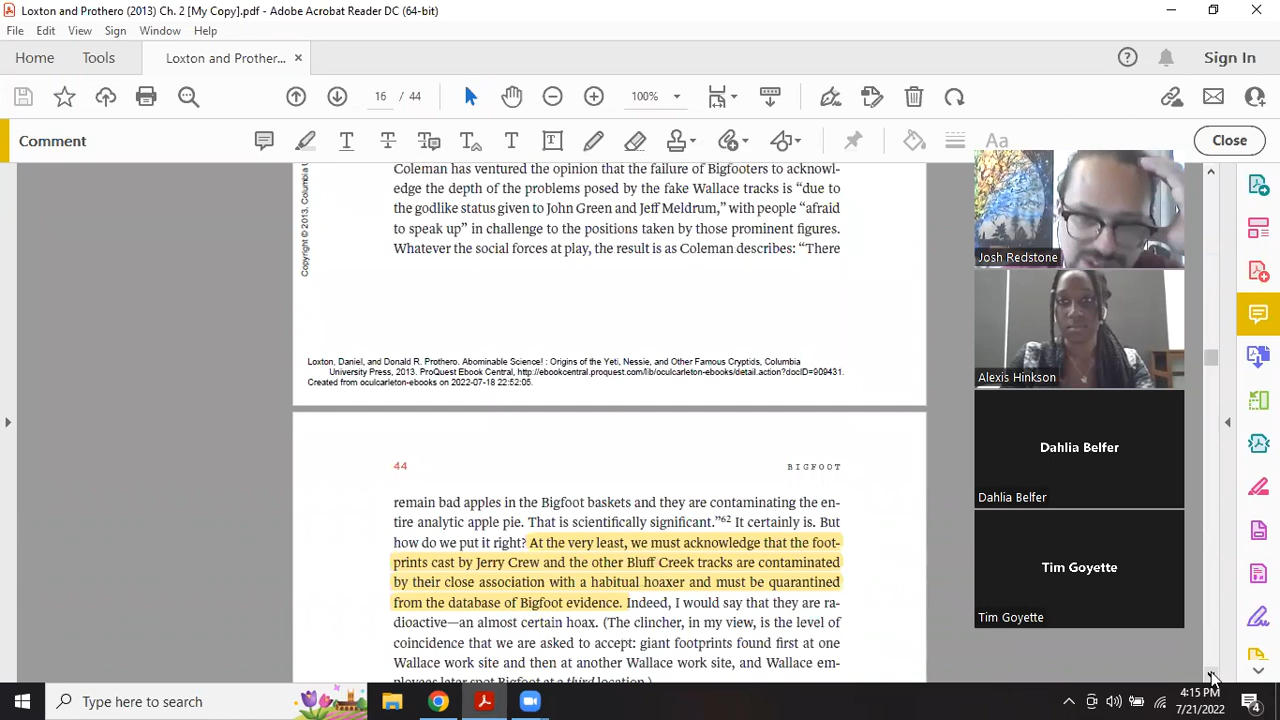 Loxton and Prothero (2013) Ch. 2 [My Copy].pdf - Adobe Acrobat Reader DC (64-bit)
File Edit View Sign Window Help
Home Tools Loxton and Prother... × Sign In
16 / 44 100%
Comment Aa Close
Copyright © 2013. Columbia
Coleman has ventured the opinion that the failure of Bigfooters to acknowl-
edge the depth of the problems posed by the fake Wallace tracks is “due to
the godlike status given to John Green and Jeff Meldrum,” with people “afraid
to speak up” in challenge to the positions taken by those prominent figures.
Whatever the social forces at play, the result is as Coleman describes: “There
Loxton, Daniel, and Donald R. Prothero. Abominable Science! : Origins of the Yeti, Nessie, and Other Famous Cryptids, Columbia
University Press, 2013. ProQuest Ebook Central, http://ebookcentral.proquest.com/lib/oculcarleton-ebooks/detail.action?docID=909431.
Created from oculcarleton-ebooks on 2022-07-18 22:52:05.
44 BIGFOOT
remain bad apples in the Bigfoot baskets and they are contaminating the en-
tire analytic apple pie. That is scientifically significant.”62 It certainly is. But
how do we put it right? At the very least, we must acknowledge that the foot-
prints cast by Jerry Crew and the other Bluff Creek tracks are contaminated
by their close association with a habitual hoaxer and must be quarantined
from the database of Bigfoot evidence. Indeed, I would say that they are ra-
dioactive—an almost certain hoax. (The clincher, in my view, is the level of
coincidence that we are asked to accept: giant footprints found first at one
Wallace work site and then at another Wallace work site, and Wallace em-
ployees later spot Bigfoot at a third location.)
Josh Redstone
Alexis Hinkson
Dahlia Belfer
Dahlia Belfer
Tim Goyette
Tim Goyette
Type here to search
4:15 PM
7/21/2022
4